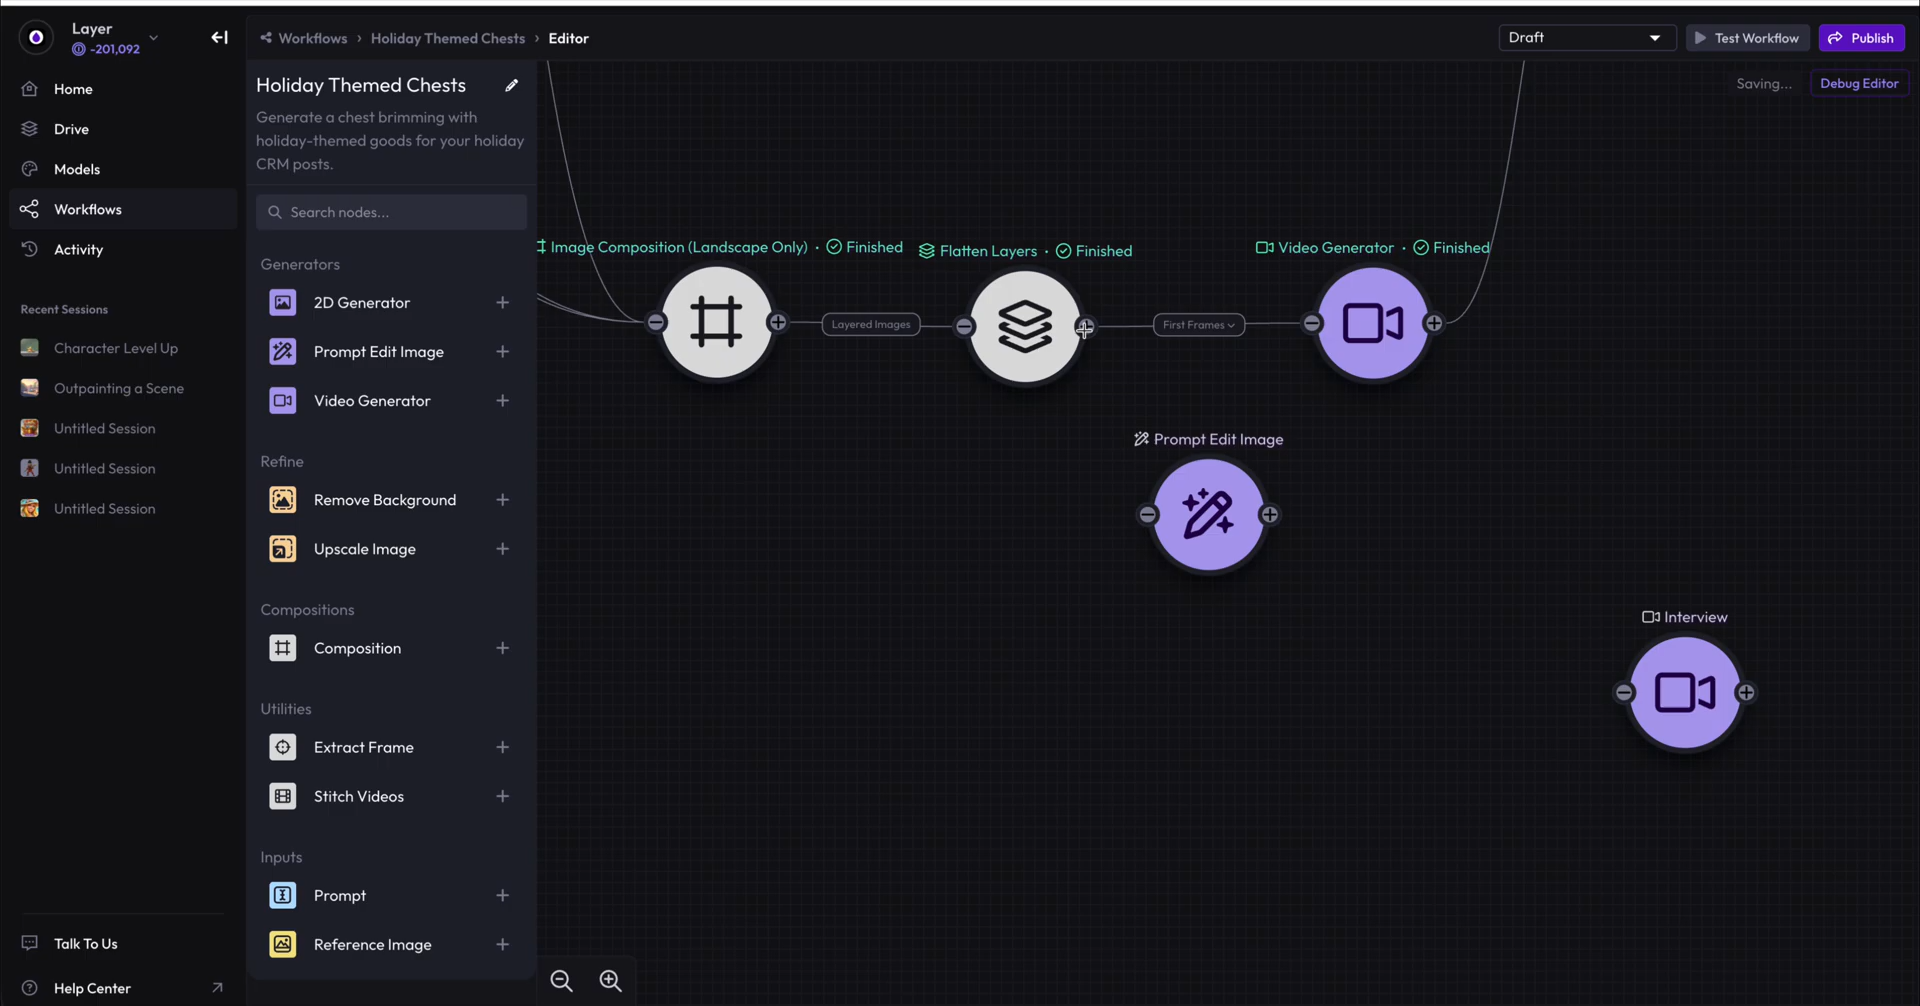 Layer
-201,092
Home
Drive
Models
Workflows
Activity
Recent Sessions
Character Level Up
Outpainting a Scene
Untitled Session
Untitled Session
Untitled Session
Talk To Us
Help Center
Workflows › Holiday Themed Chests › Editor
Draft
Test Workflow
Publish
Saving...
Debug Editor
Holiday Themed Chests
Generate a chest brimming with
holiday-themed goods for your holiday
CRM posts.
Search nodes...
Generators
2D Generator
Prompt Edit Image
Video Generator
Refine
Remove Background
Upscale Image
Compositions
Composition
Utilities
Extract Frame
Stitch Videos
Inputs
Prompt
Reference Image
Image Composition (Landscape Only) · Finished
Flatten Layers · Finished
Video Generator · Finished
Layered Images
First Frames
Prompt Edit Image
Interview